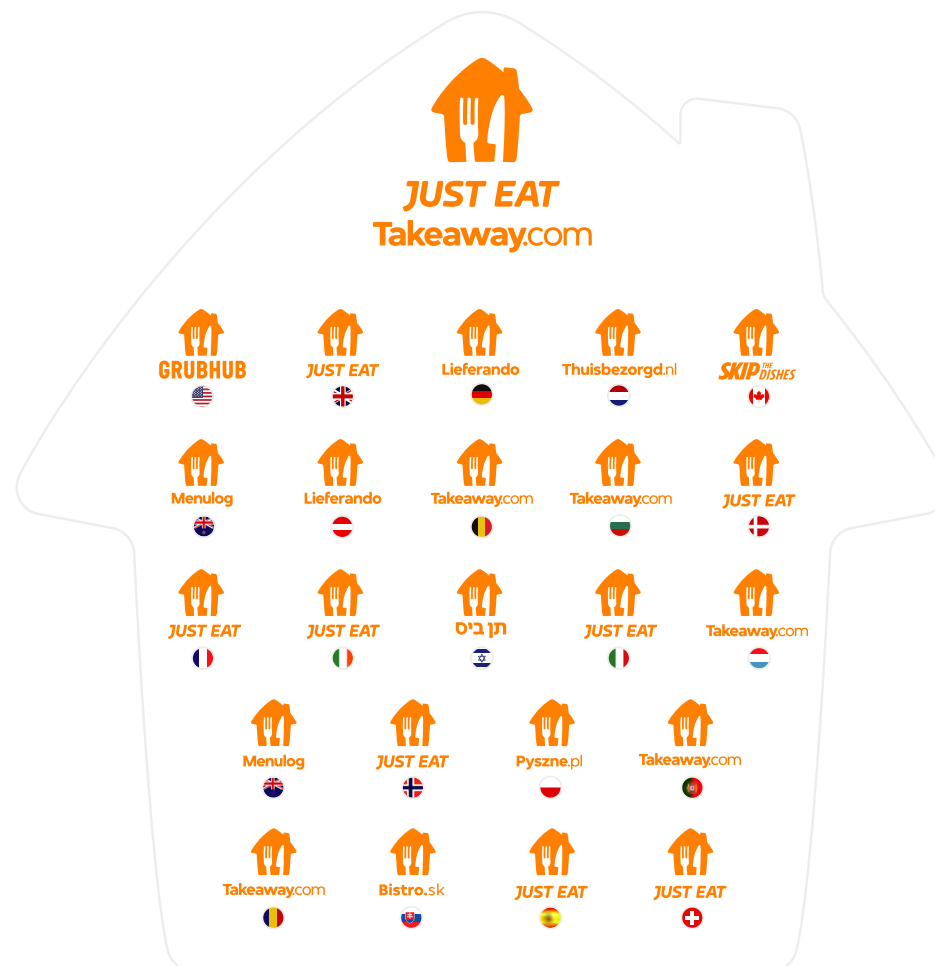 JUST EAT
Takeaway.com
GRUBHUB
JUST EAT
Lieferando
Thuisbezorgd.nl
SKIP THE DISHES
Menulog
Lieferando
Takeaway.com
Takeaway.com
JUST EAT
JUST EAT
JUST EAT
תן ביס
JUST EAT
Takeaway.com
Menulog
JUST EAT
Pyszne.pl
Takeaway.com
Takeaway.com
Bistro.sk
JUST EAT
JUST EAT